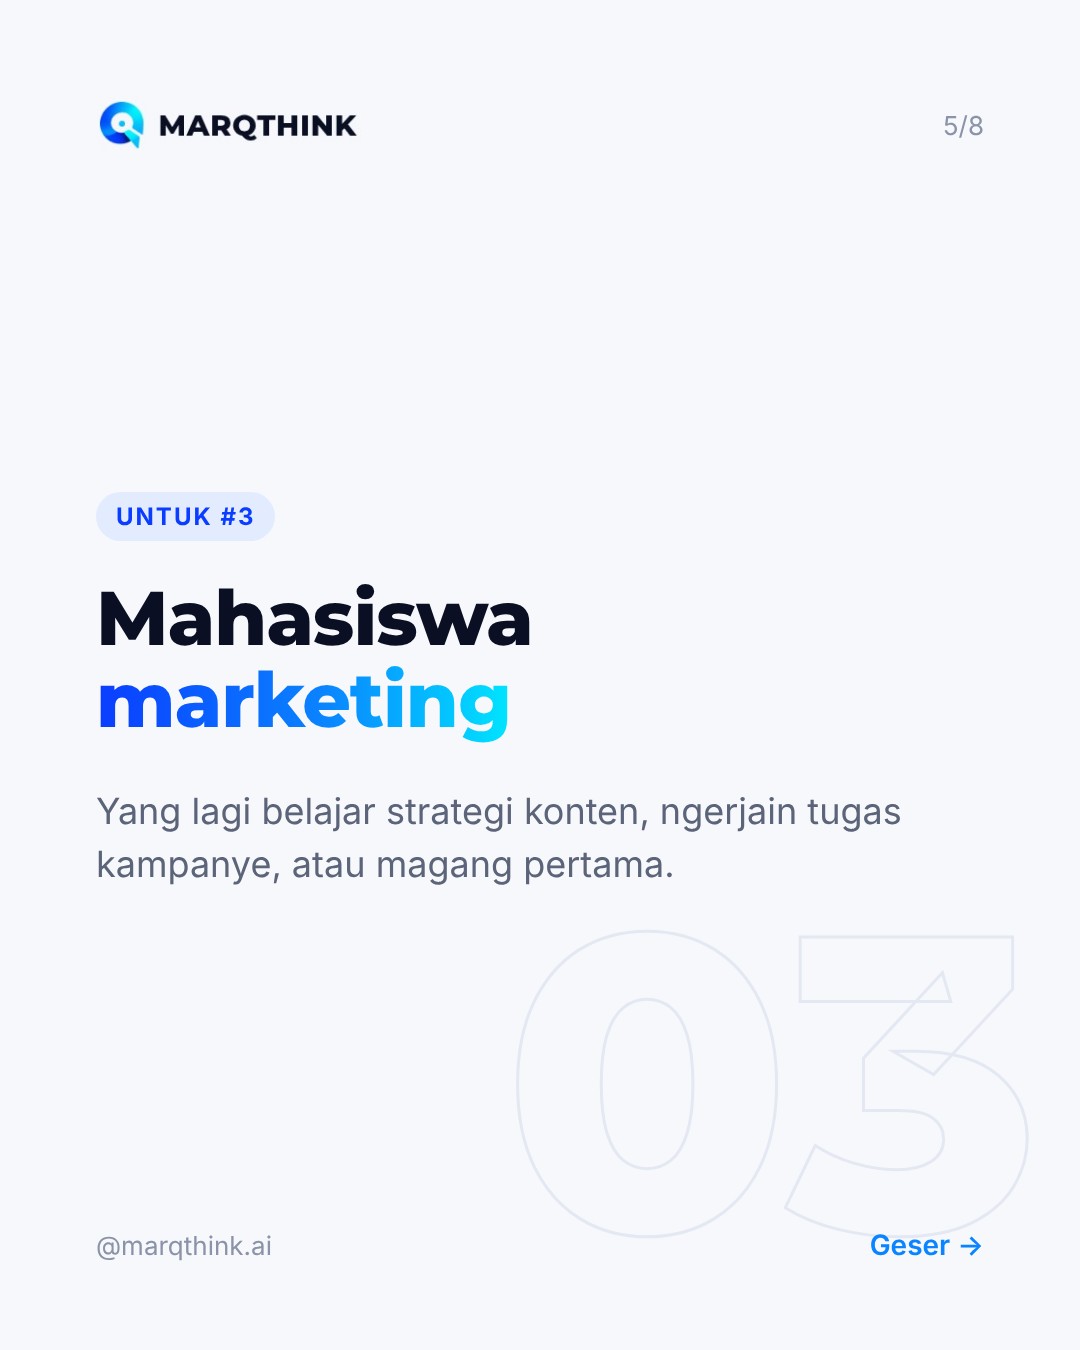 MARQTHINK
5/8
UNTUK #3
Mahasiswa
marketing
Yang lagi belajar strategi konten, ngerjain tugas
kampanye, atau magang pertama.
03
@marqthink.ai
Geser →